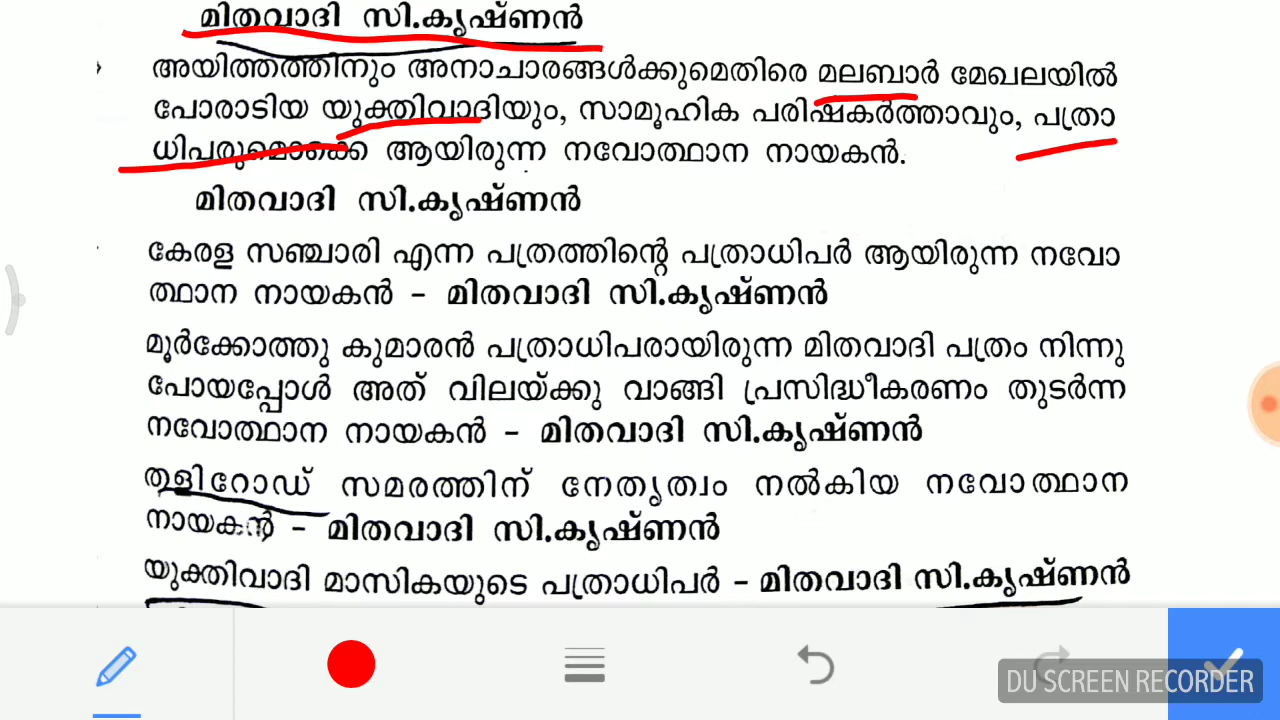 മിതവാദി സി.കൃഷ്ണൻ
അയിത്തത്തിനും അനാചാരങ്ങൾക്കുമെതിരെ മലബാർ മേഖലയിൽ
പോരാടിയ യുക്തിവാദിയും, സാമൂഹിക പരിഷകർത്താവും, പത്രാ
ധിപരുമൊക്കെ ആയിരുന്ന നവോത്ഥാന നായകൻ.
മിതവാദി സി.കൃഷ്ണൻ
കേരള സഞ്ചാരി എന്ന പത്രത്തിന്റെ പത്രാധിപർ ആയിരുന്ന നവോ
ത്ഥാന നായകൻ - മിതവാദി സി.കൃഷ്ണൻ
മൂർക്കോത്തു കുമാരൻ പത്രാധിപരായിരുന്ന മിതവാദി പത്രം നിന്നു
പോയപ്പോൾ അത് വിലയ്ക്കു വാങ്ങി പ്രസിദ്ധീകരണം തുടർന്ന
നവോത്ഥാന നായകൻ - മിതവാദി സി.കൃഷ്ണൻ
തളിറോഡ് സമരത്തിന് നേതൃത്വം നൽകിയ നവോത്ഥാന
നായകൻ - മിതവാദി സി.കൃഷ്ണൻ
യുക്തിവാദി മാസികയുടെ പത്രാധിപർ - മിതവാദി സി.കൃഷ്ണൻ
DU SCREEN RECORDER